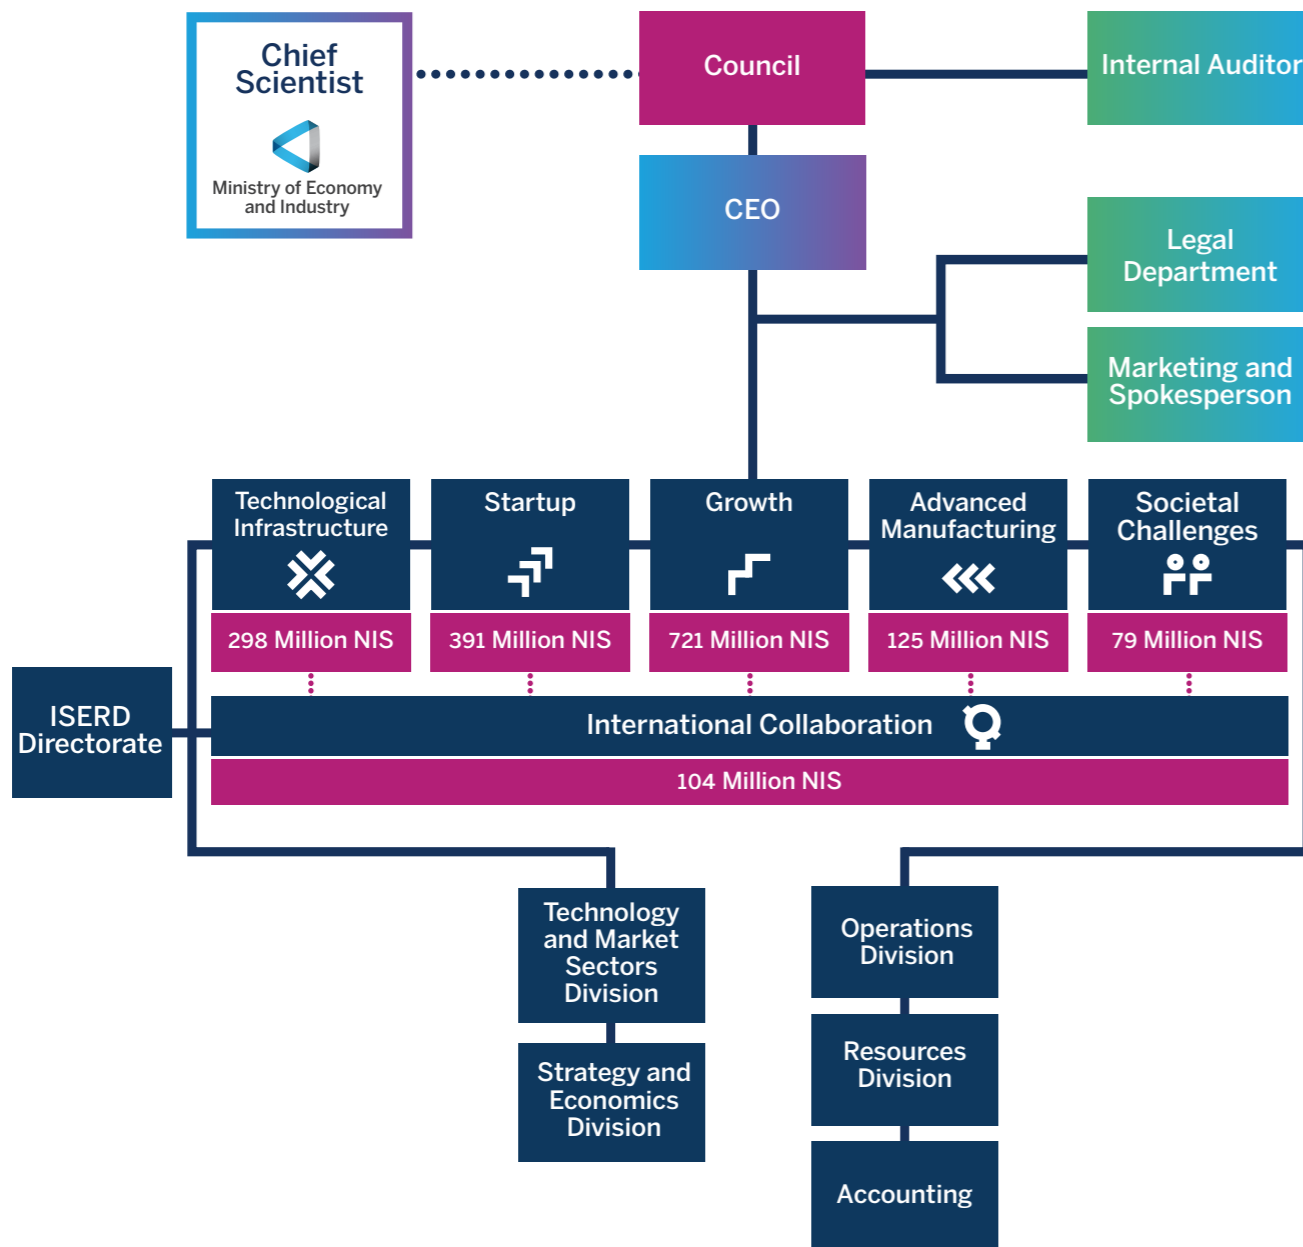 Chief
Scientist
Ministry of Economy
and Industry
Council
Internal Auditor
CEO
Legal
Department
Marketing and
Spokesperson
Technological
Infrastructure
298 Million NIS
Startup
391 Million NIS
Growth
721 Million NIS
Advanced
Manufacturing
125 Million NIS
Societal
Challenges
79 Million NIS
ISERD
Directorate
International Collaboration
104 Million NIS
Technology
and Market
Sectors
Division
Strategy and
Economics
Division
Operations
Division
Resources
Division
Accounting